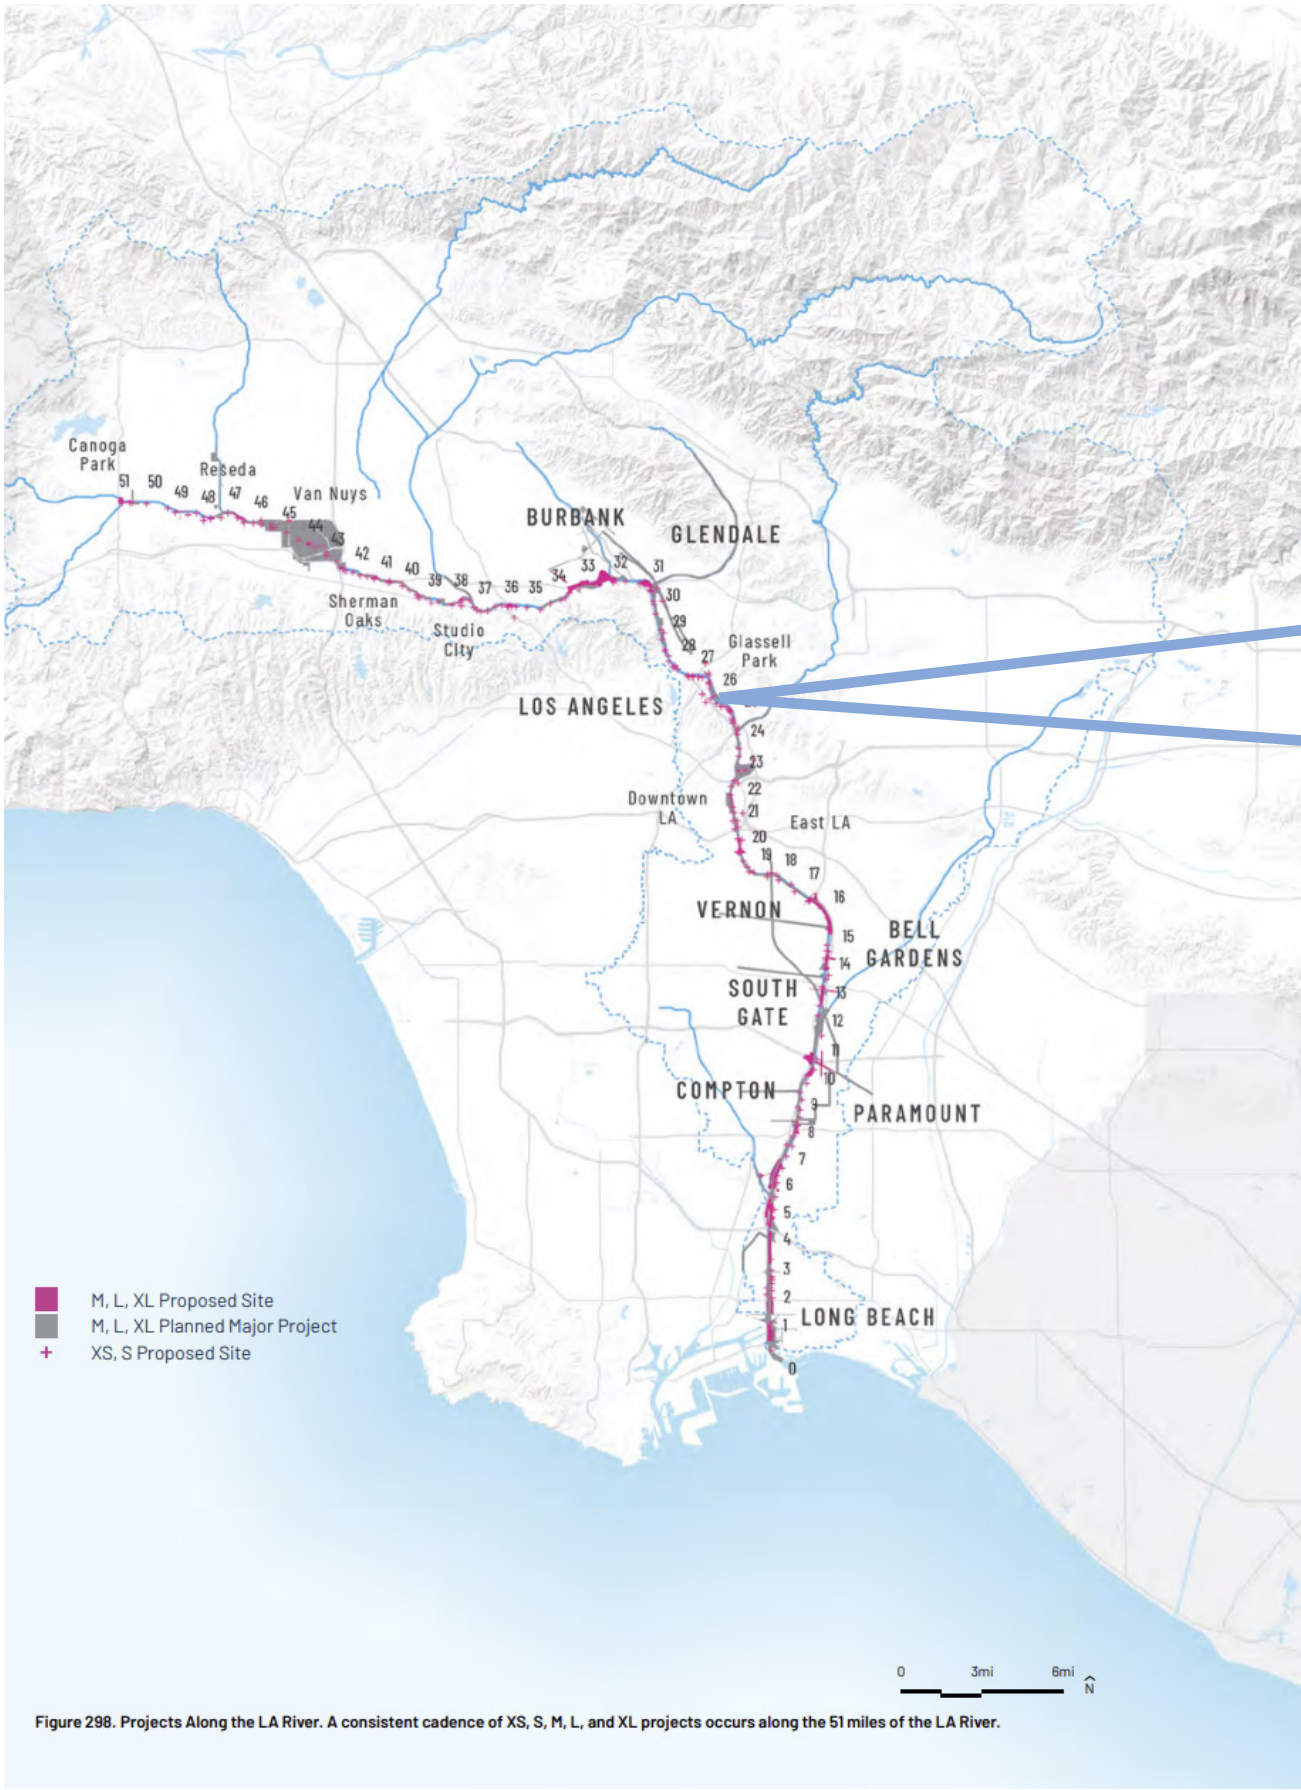 Canoga
Park
51
50
49
48
47
46
45
44
43
42
41
40
39
38
37
36
35
34
33
32
31
30
29
28
27
26
24
23
22
21
20
19
18
17
16
15
14
13
12
11
10
9
8
7
6
5
4
3
2
1
0
Reseda
Van Nuys
Sherman
Oaks
Studio
City
BURBANK
GLENDALE
Glassell
Park
LOS ANGELES
Downtown
LA
East LA
VERNON
BELL
GARDENS
SOUTH
GATE
COMPTON
PARAMOUNT
LONG BEACH
M, L, XL Proposed Site
M, L, XL Planned Major Project
+ XS, S Proposed Site
0 3mi 6mi
N
Figure 298. Projects Along the LA River. A consistent cadence of XS, S, M, L, and XL projects occurs along the 51 miles of the LA River.